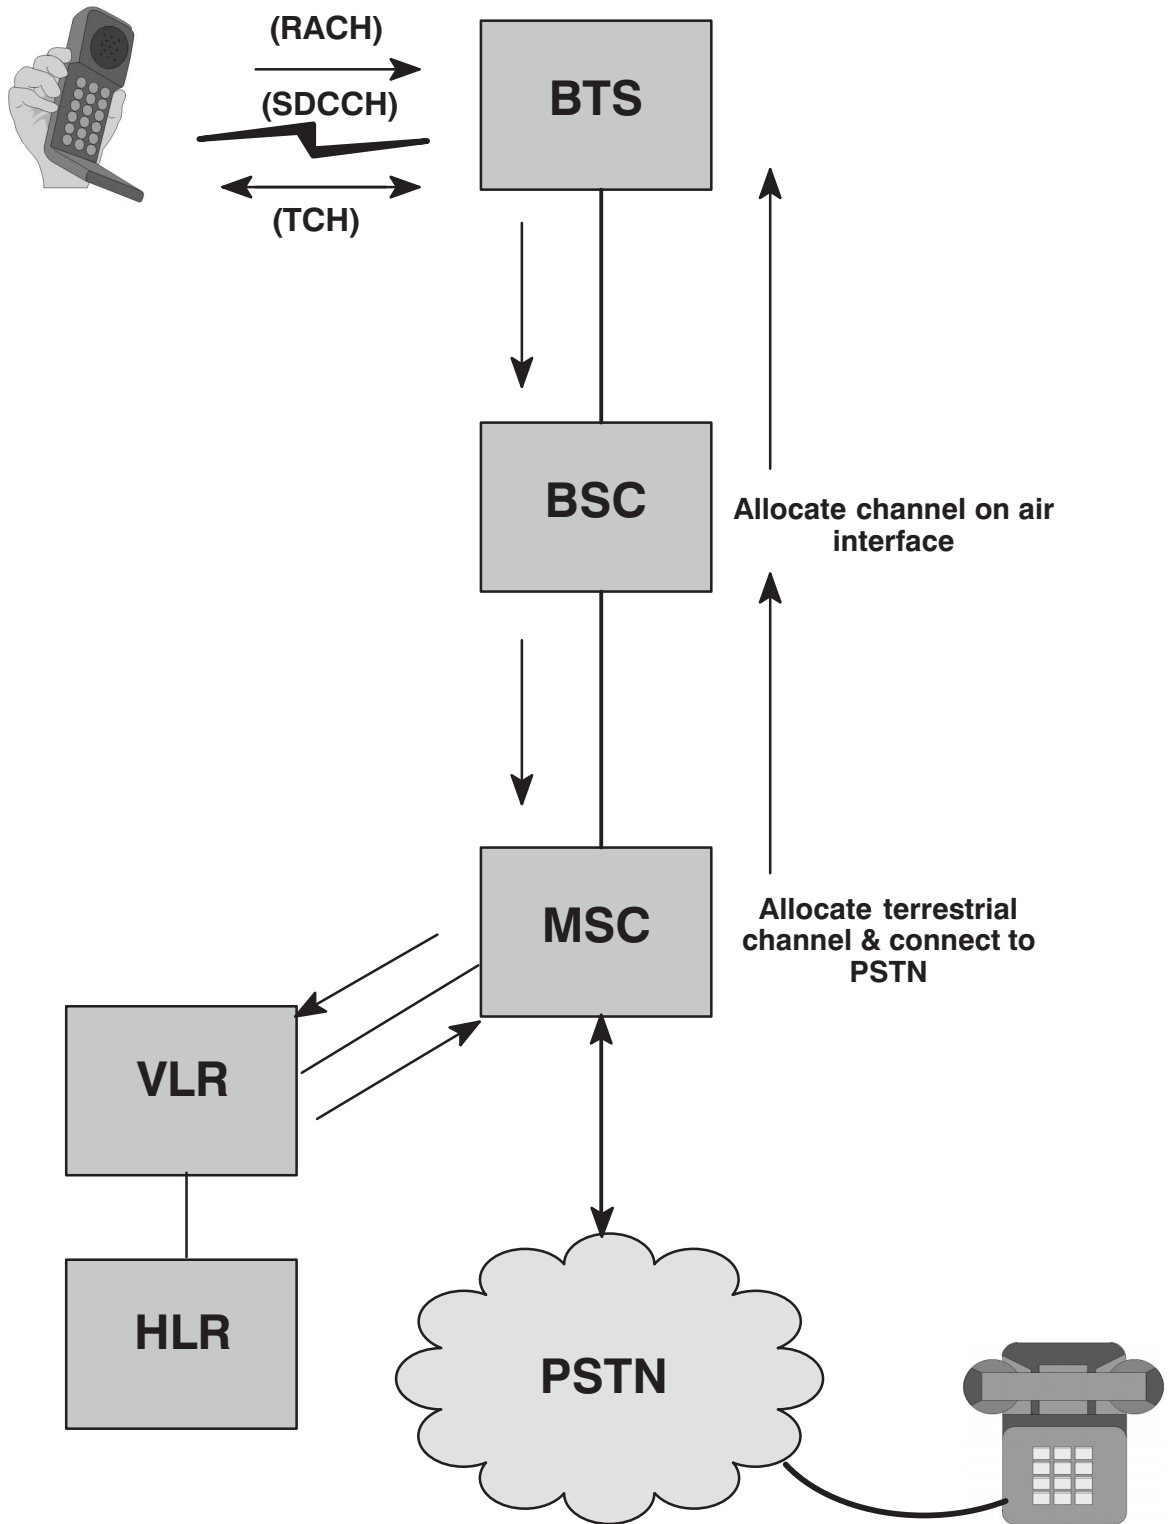 (RACH)
(SDCCH)
(TCH)
BTS
BSC
Allocate channel on air
interface
MSC
Allocate terrestrial
channel & connect to
PSTN
VLR
HLR
PSTN